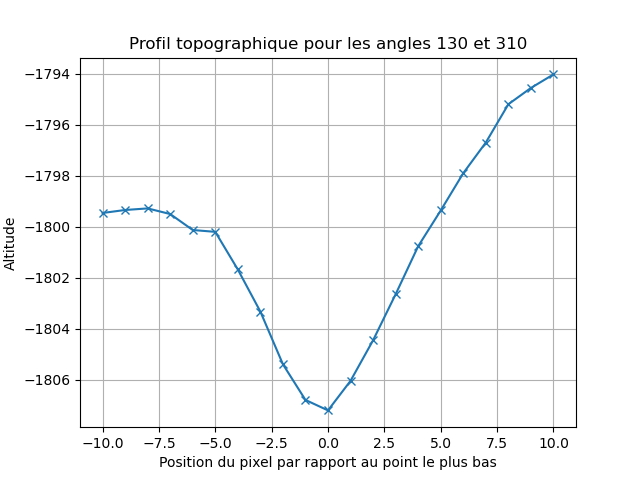 Profil topographique pour les angles 130 et 310
−1794
−1796
−1798
−1800
−1802
−1804
−1806
Altitude
−10.0 −7.5 −5.0 −2.5 0.0 2.5 5.0 7.5 10.0
Position du pixel par rapport au point le plus bas